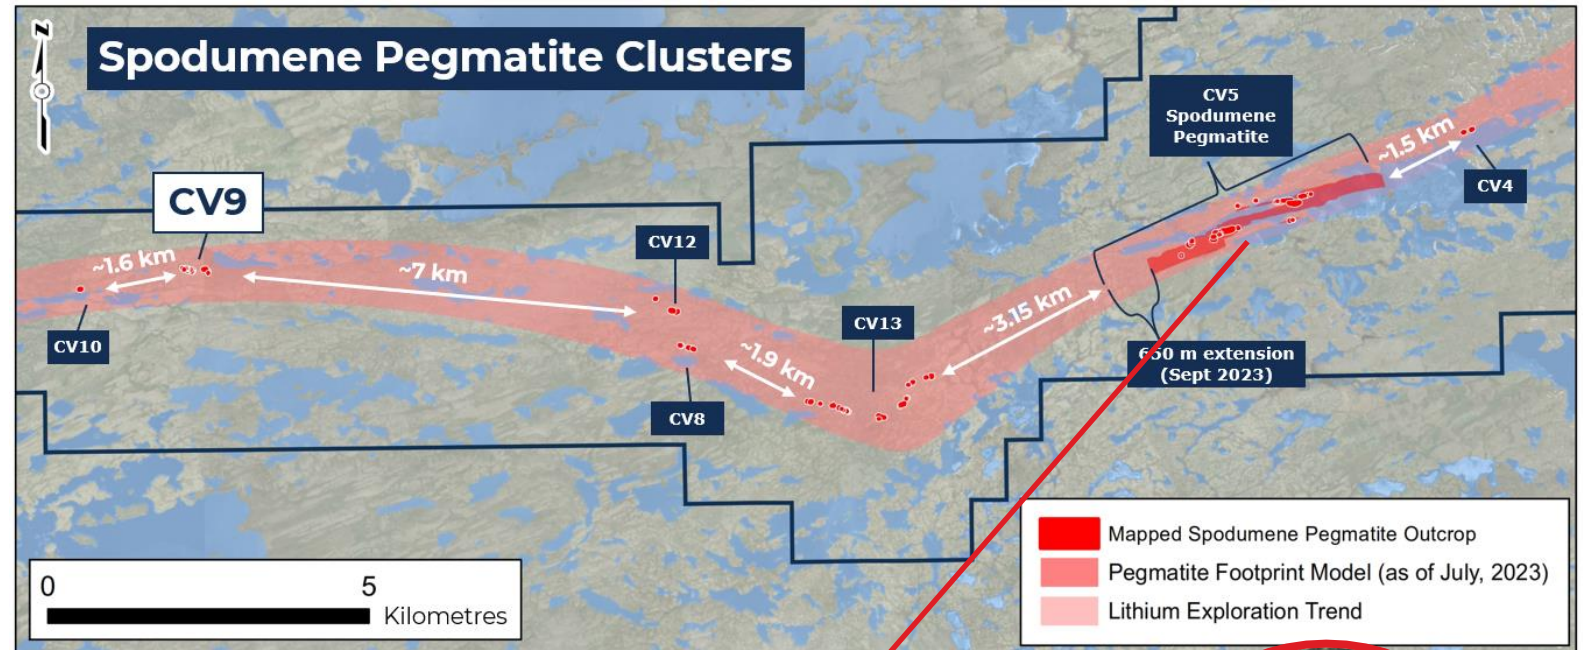 N
Spodumene Pegmatite Clusters
CV5
Spodumene
Pegmatite
~1.5 km
CV4
CV9
~1.6 km
CV12
~7 km
CV10
CV13
~3.15 km
~1.9 km
650 m extension
(Sept 2023)
CV8
0 5
Kilometres
Mapped Spodumene Pegmatite Outcrop
Pegmatite Footprint Model (as of July, 2023)
Lithium Exploration Trend